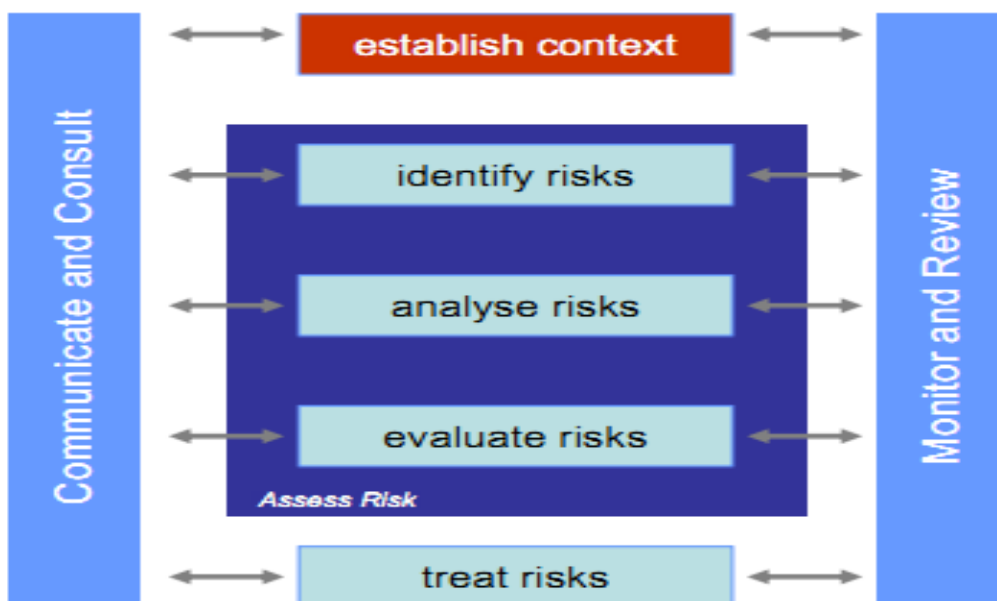 establish context
Communicate and Consult
identify risks
analyse risks
evaluate risks
Assess Risk
treat risks
Monitor and Review